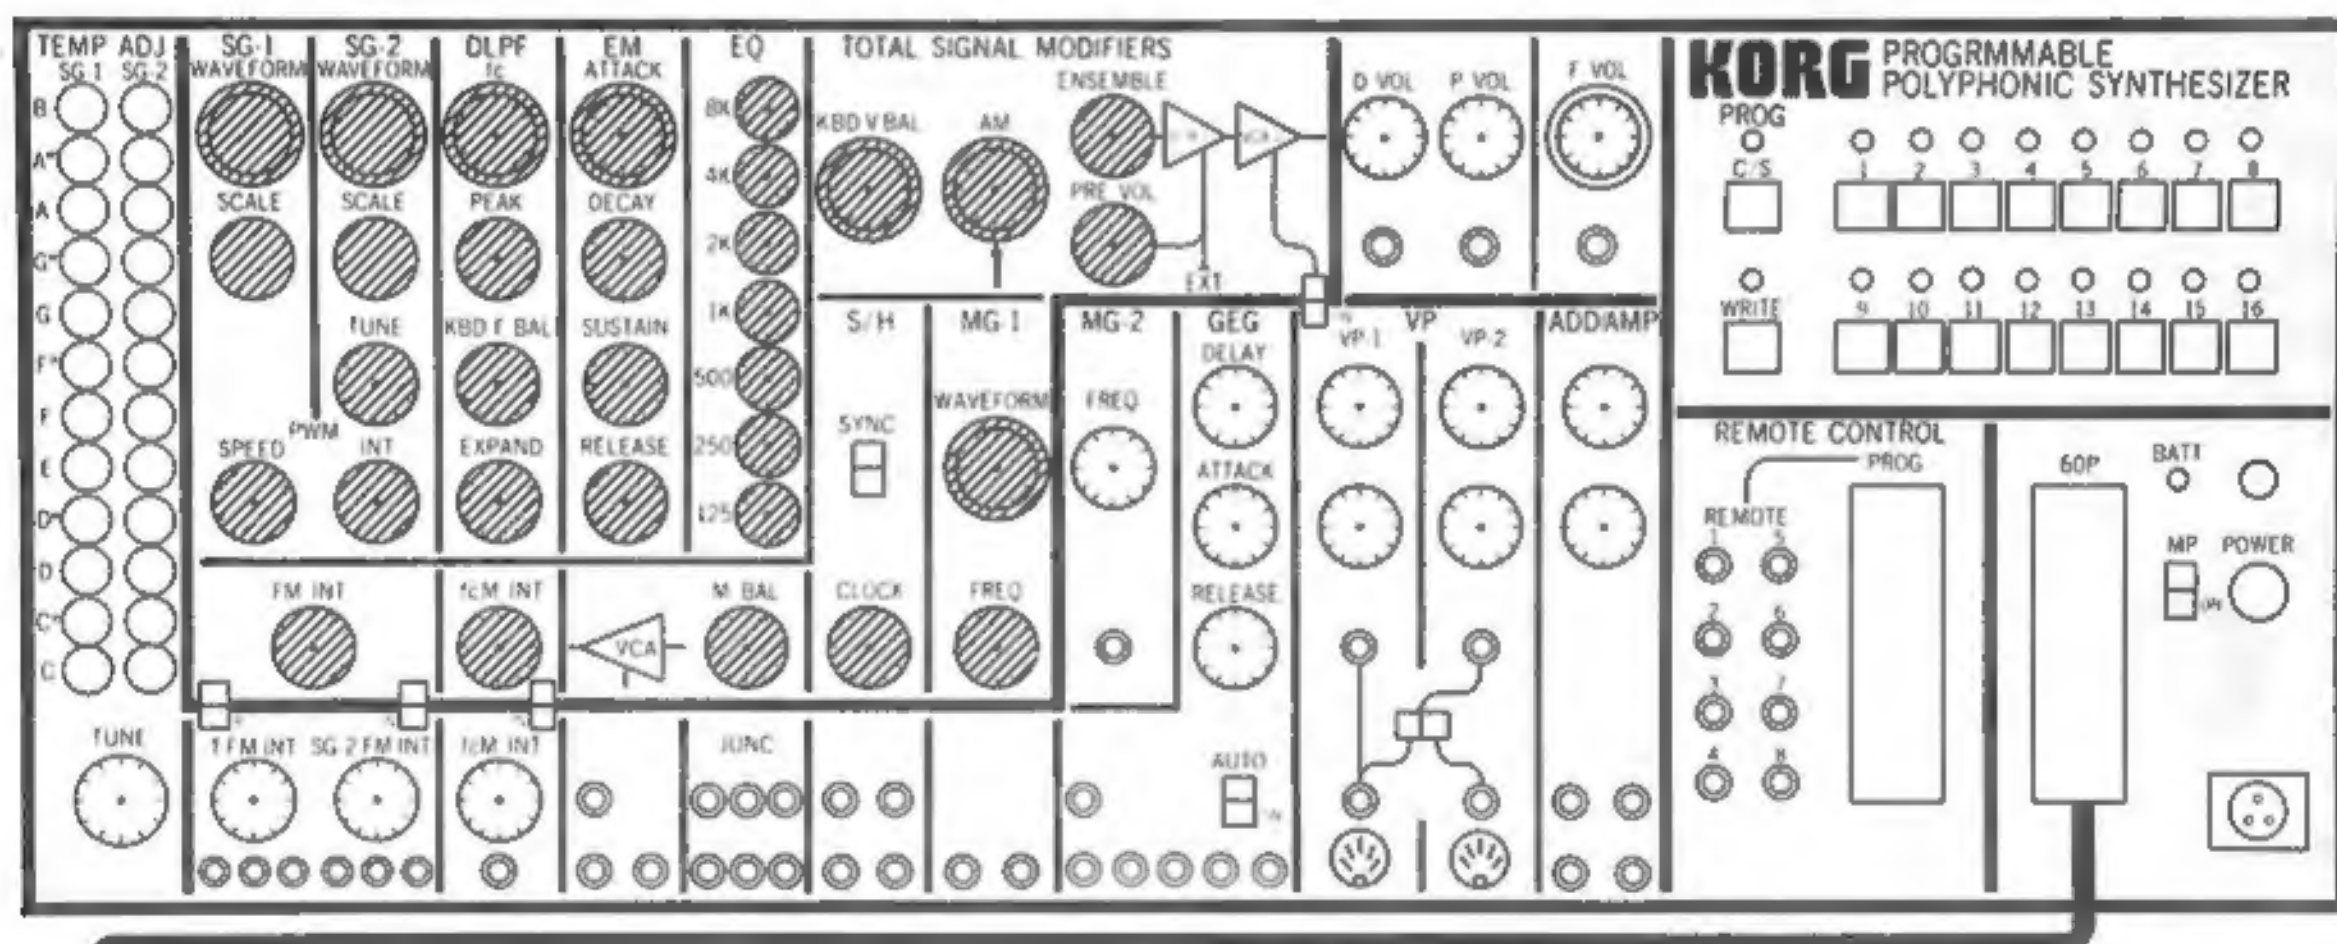 TEMP ADJ
SG-1 SG-2
B
A#
A
G#
G
F#
F
E
D#
D
C#
C
TUNE
SG-1
WAVEFORM
SCALE
SPEED
PWM
SG-2
WAVEFORM
SCALE
TUNE
INT
FM INT
1 FM INT SG 2 FM INT
DLPF
fc
PEAK
KBD F BAL
EXPAND
fcM INT
fcM INT
EM
ATTACK
DECAY
SUSTAIN
RELEASE
VCA
M BAL
JUNC
EQ
8K
4K
2K
1K
500
250
125
TOTAL SIGNAL MODIFIERS
KBD V BAL
AM
ENSEMBLE
PRE VOL
EXT
S/H
SYNC
CLOCK
MG-1
WAVEFORM
FREQ
MG-2
FREQ
GEG
DELAY
ATTACK
RELEASE
AUTO
D VOL
P VOL
F VOL
VP
VP-1
VP-2
ADD AMP
KORG PROGRMMABLE
POLYPHONIC SYNTHESIZER
PROG
C/S
1 2 3 4 5 6 7 8
WRITE
9 10 11 12 13 14 15 16
REMOTE CONTROL
PROG
REMOTE
1 5
2 6
3 7
4 8
60P
BATT
MP
POWER